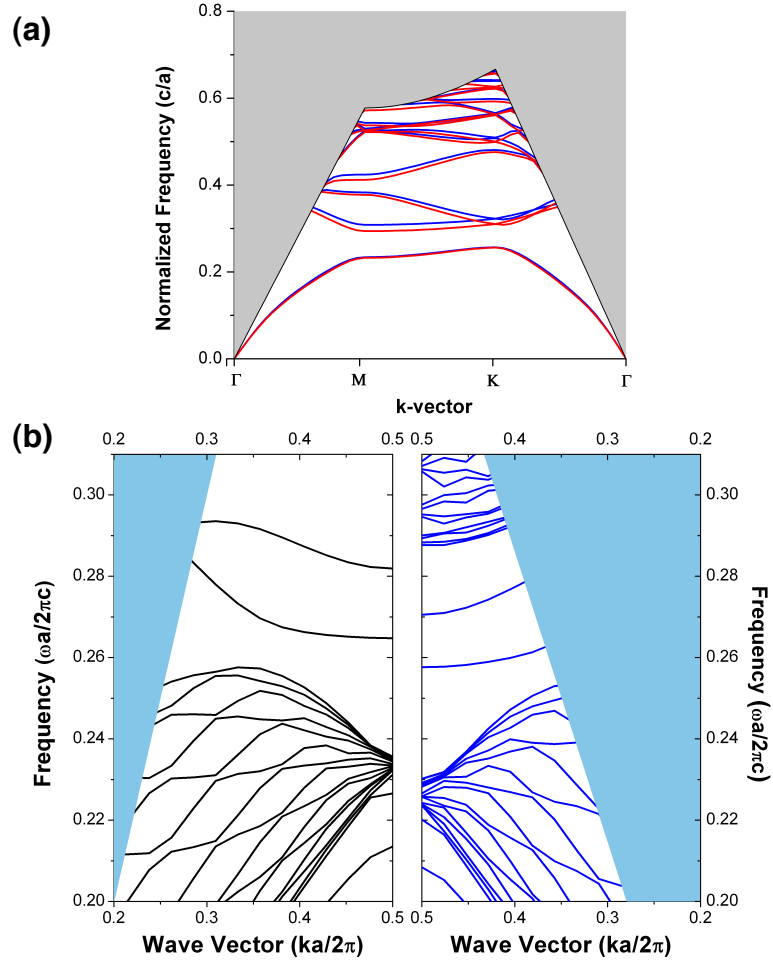 (a)
Normalized Frequency (c/a)
0.8
0.6
0.4
0.2
0.0
Γ M K Γ
k-vector
(b)
0.2 0.3 0.4 0.5
0.5 0.4 0.3 0.2
Frequency (ωa/2πc)
0.30
0.28
0.26
0.24
0.22
0.20
0.30
0.28
0.26
0.24
0.22
0.20
Frequency (ωa/2πc)
0.2 0.3 0.4 0.5
0.5 0.4 0.3 0.2
Wave Vector (ka/2π)
Wave Vector (ka/2π)